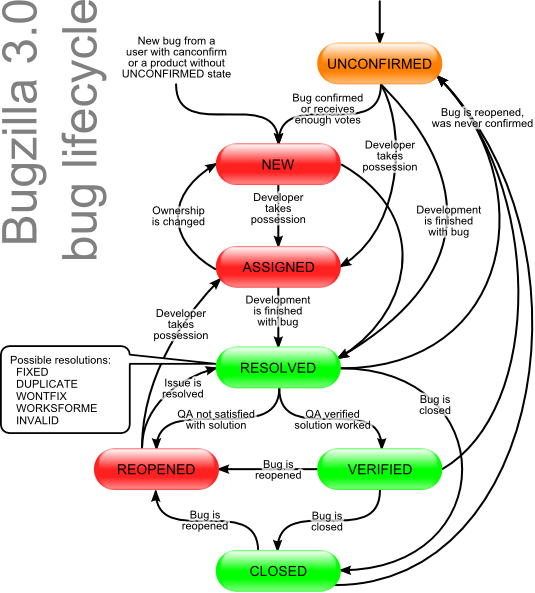 Bugzilla 3.0
bug lifecycle
New bug from a
user with canconfirm
or a product without
UNCONFIRMED state
UNCONFIRMED
Bug confirmed
or receives
enough votes
Bug is reopened,
was never confirmed
Developer
takes
possession
NEW
Developer
takes
possession
Ownership
is changed
Development
is finished
with bug
ASSIGNED
Development
is finished
with bug
Developer
takes
possession
Possible resolutions:
FIXED
DUPLICATE
WONTFIX
WORKSFORME
INVALID
RESOLVED
Issue is
resolved
Bug is
closed
QA not satisfied
with solution
QA verified
solution worked
REOPENED
Bug is
reopened
VERIFIED
Bug is
reopened
Bug is
closed
CLOSED